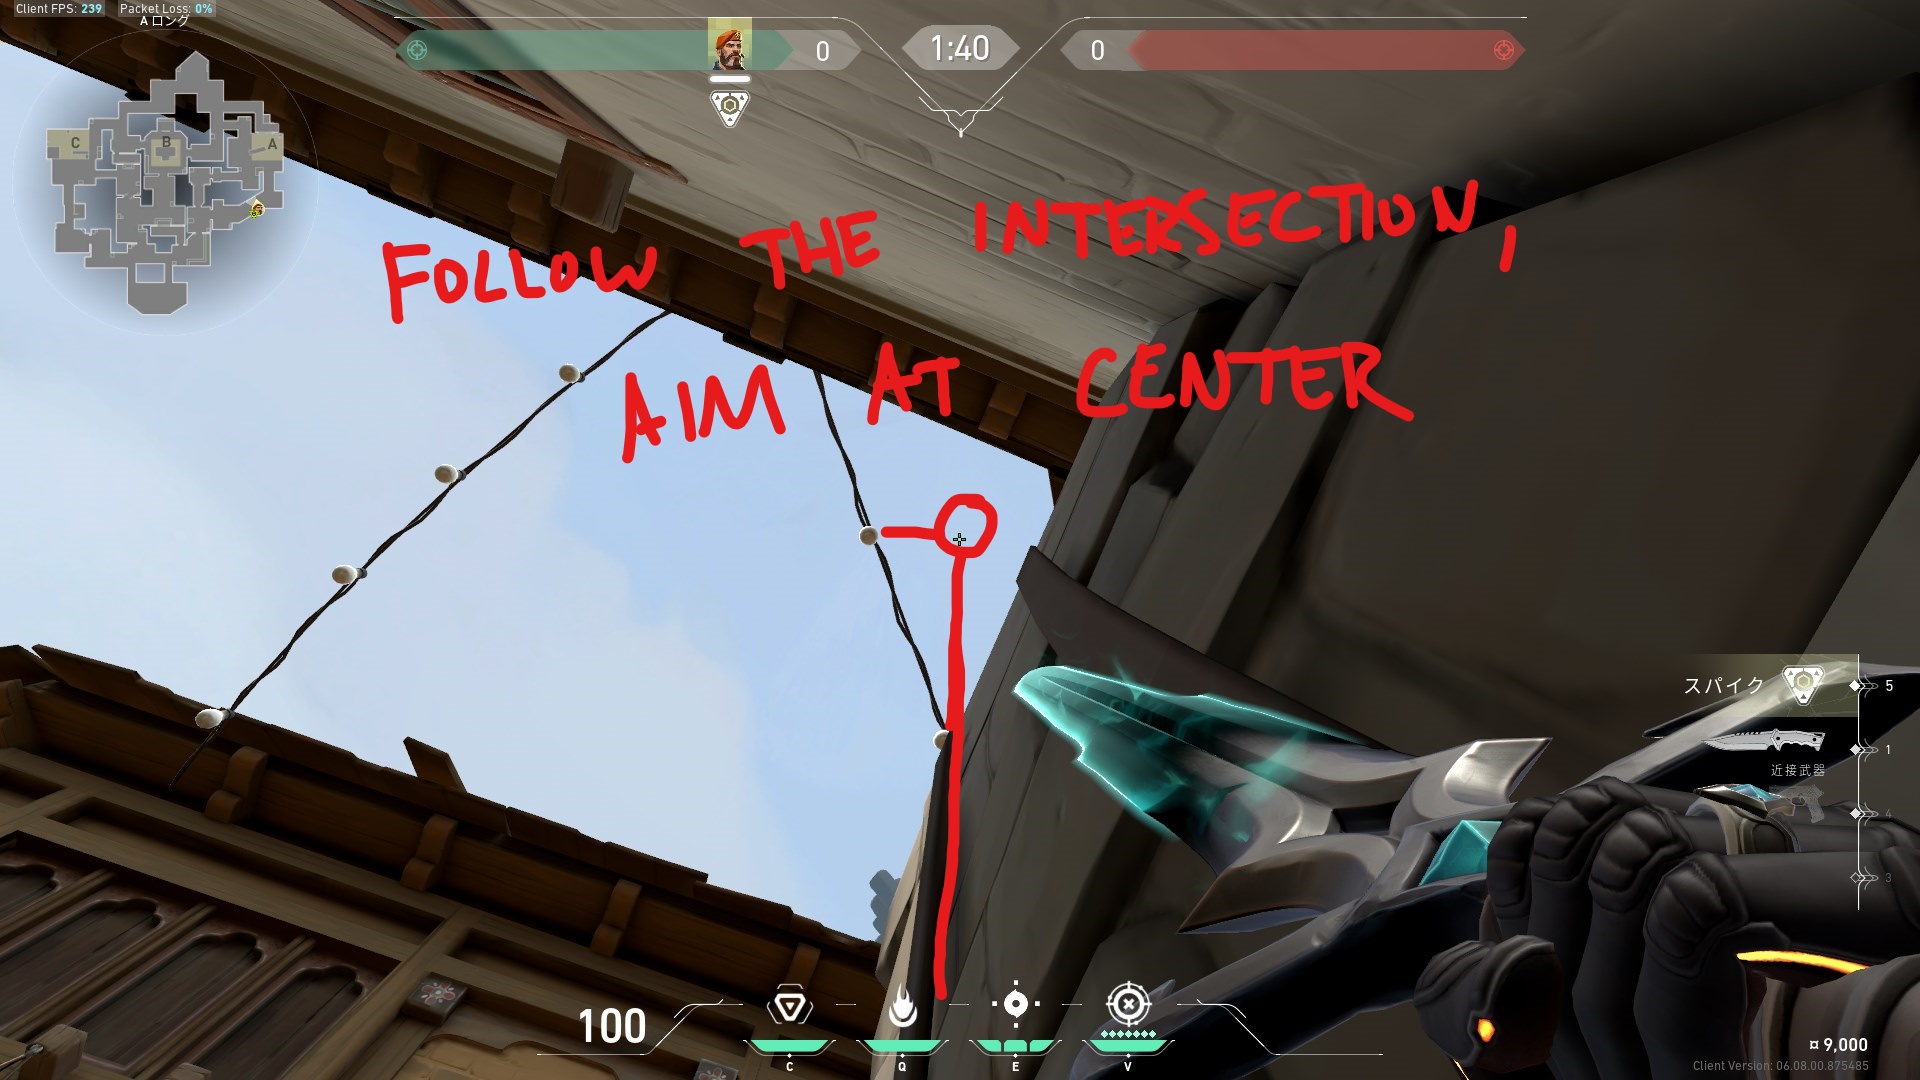 Client FPS: 239 Packet Loss: 0%
A ロング
0 1:40 0
C B A
FOLLOW THE INTERSECTION,
AIM AT CENTER
スパイク 5
1
近接武器
4
3
100
C Q E V
¤ 9,000
Client Version: 06.08.00.875485